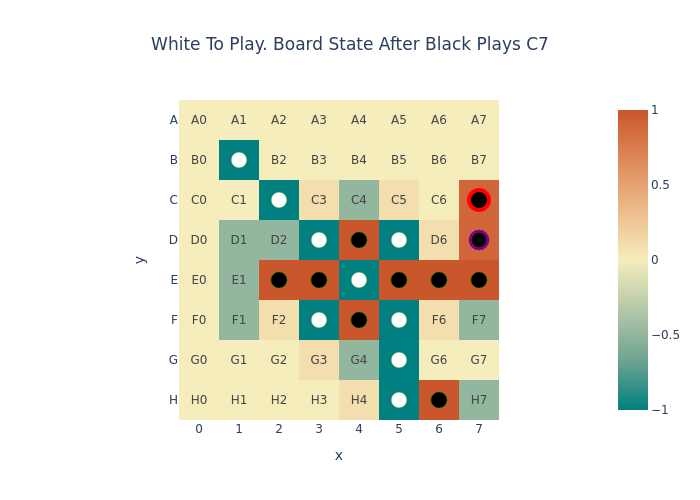 White To Play. Board State After Black Plays C7
A A0 A1 A2 A3 A4 A5 A6 A7 1
B B0 B2 B3 B4 B5 B6 B7
C C0 C1 C3 C4 C5 C6 0.5
D D0 D1 D2 D6
y E E0 E1 0
F F0 F1 F2 F6 F7 −0.5
G G0 G1 G2 G3 G4 G6 G7
H H0 H1 H2 H3 H4 H7 −1
0 1 2 3 4 5 6 7
x